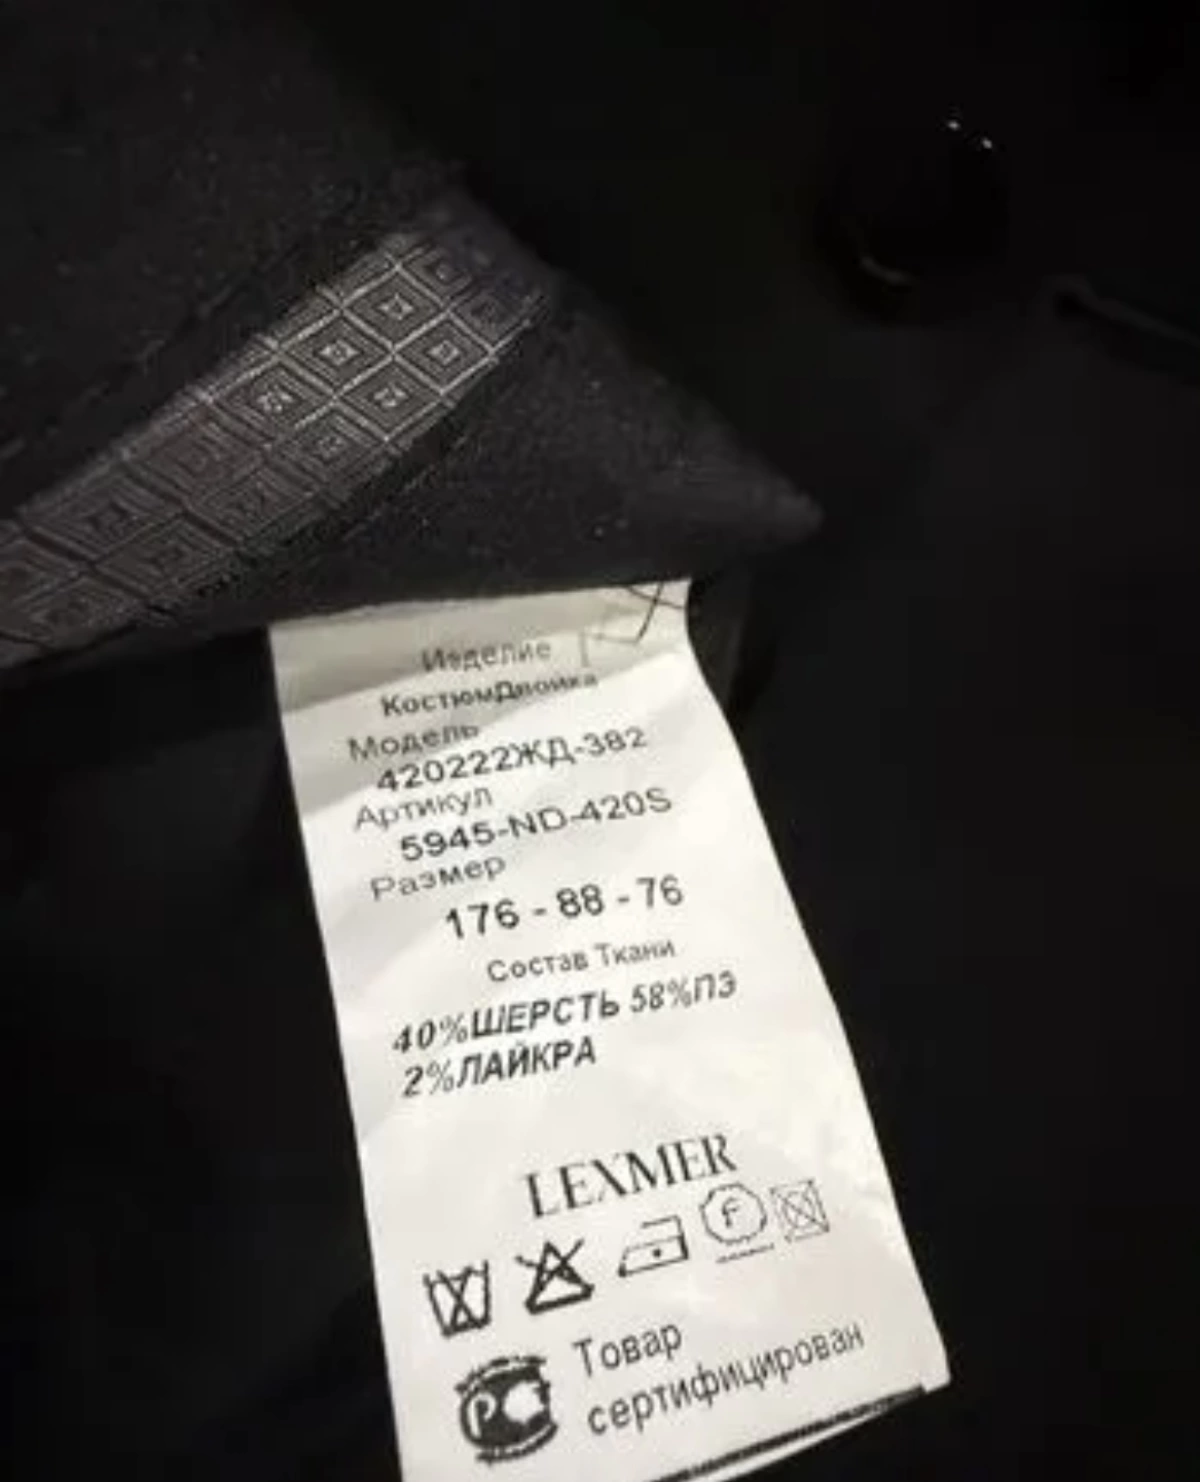 Изделие
КостюмДвойка
Модель
420222ЖД-382
Артикул
5945-ND-420S
Размер
176 - 88 - 76
Состав Ткани
40%ШЕРСТЬ 58%ПЭ
2%ЛАЙКРА
LEXMER
F
РС
Товар
сертифицирован